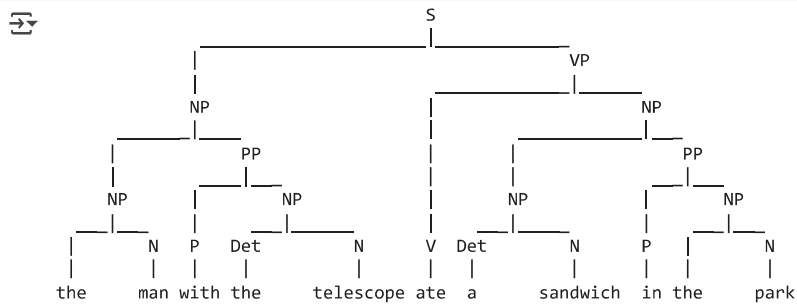 S
VP
NP NP
PP PP
NP NP NP NP
N P Det N V Det N P N
the man with the telescope ate a sandwich in the park